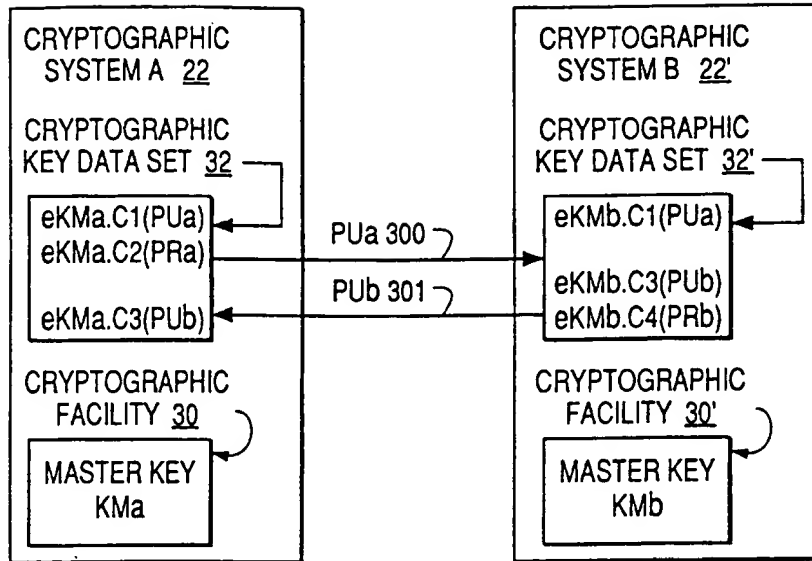 CRYPTOGRAPHIC
SYSTEM A 22
CRYPTOGRAPHIC
KEY DATA SET 32
eKMa.C1(PUa)
eKMa.C2(PRa)
eKMa.C3(PUb)
CRYPTOGRAPHIC
FACILITY 30
MASTER KEY
KMa
PUa 300
PUb 301
CRYPTOGRAPHIC
SYSTEM B 22'
CRYPTOGRAPHIC
KEY DATA SET 32'
eKMb.C1(PUa)
eKMb.C3(PUb)
eKMb.C4(PRb)
CRYPTOGRAPHIC
FACILITY 30'
MASTER KEY
KMb